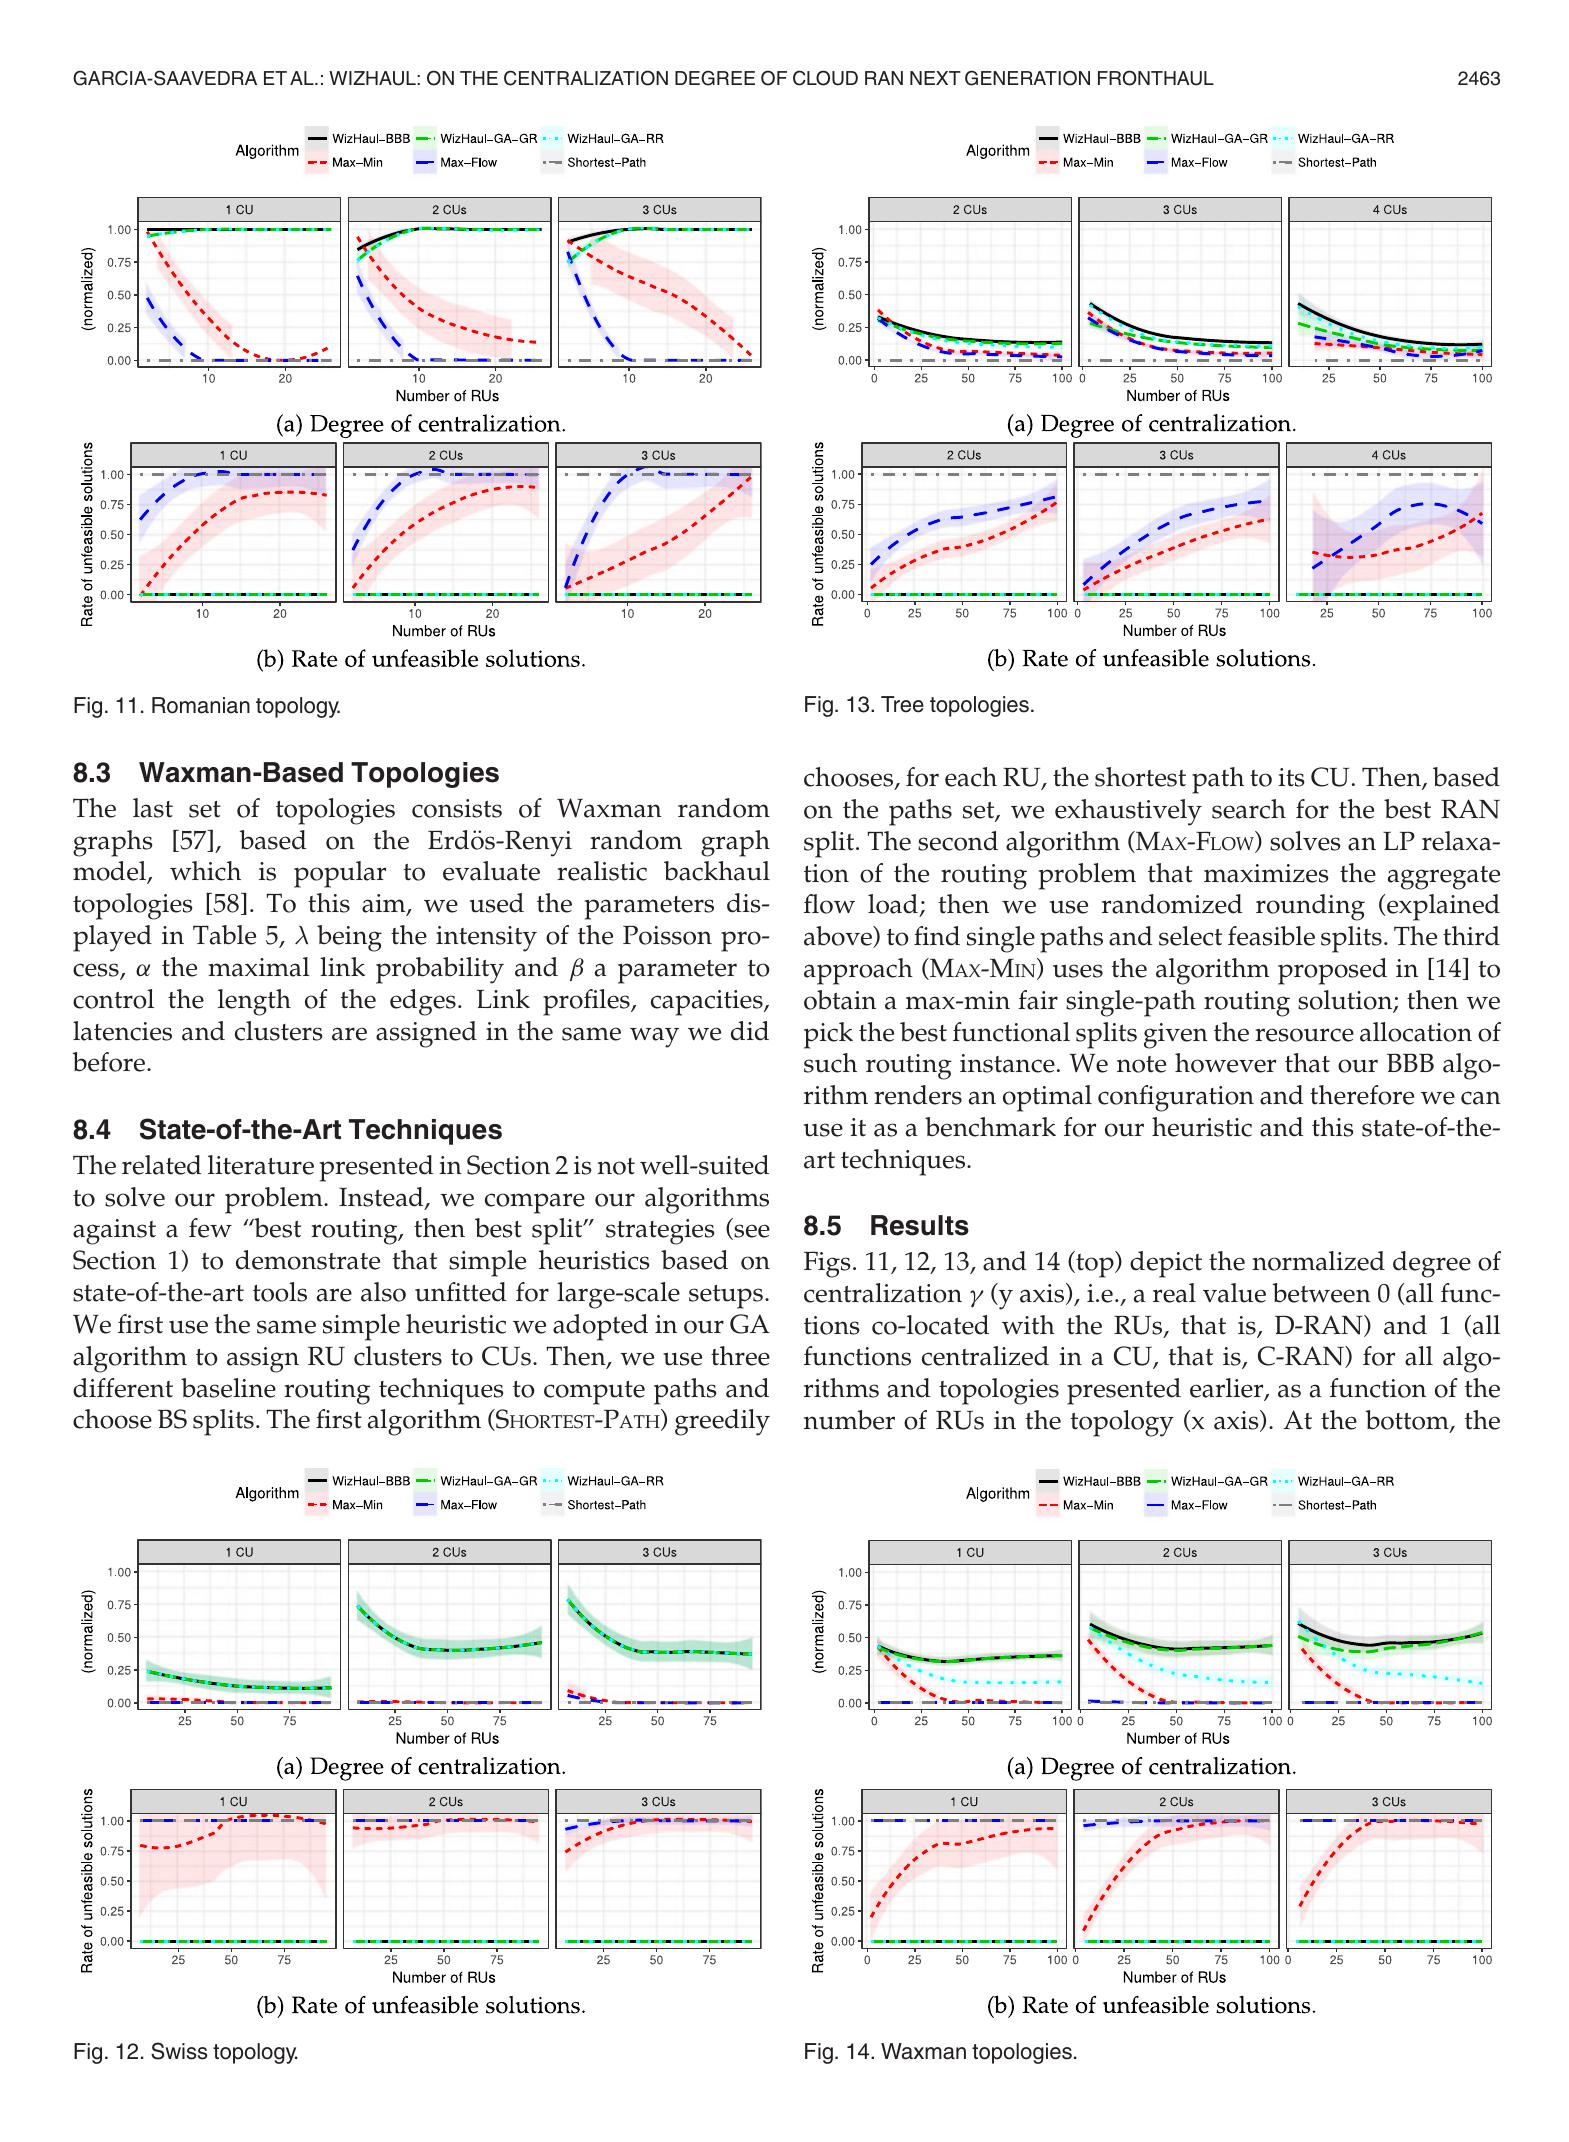 GARCIA-SAAVEDRA ET AL.: WIZHAUL: ON THE CENTRALIZATION DEGREE OF CLOUD RAN NEXT GENERATION FRONTHAUL 2463
Algorithm
WizHaul-BBB WizHaul-GA-GR WizHaul-GA-RR
Max-Min Max-Flow Shortest-Path
1 CU 2 CUs 3 CUs
(normalized)
1.00
0.75
0.50
0.25
0.00
10 20 10 20 10 20
Number of RUs
(a) Degree of centralization.
1 CU 2 CUs 3 CUs
Rate of unfeasible solutions
1.00
0.75
0.50
0.25
0.00
10 20 10 20 10 20
Number of RUs
(b) Rate of unfeasible solutions.
Fig. 11. Romanian topology.
8.3 Waxman-Based Topologies
The last set of topologies consists of Waxman random
graphs [57], based on the Erdös-Renyi random graph
model, which is popular to evaluate realistic backhaul
topologies [58]. To this aim, we used the parameters dis-
played in Table 5, λ being the intensity of the Poisson pro-
cess, α the maximal link probability and β a parameter to
control the length of the edges. Link profiles, capacities,
latencies and clusters are assigned in the same way we did
before.
8.4 State-of-the-Art Techniques
The related literature presented in Section 2 is not well-suited
to solve our problem. Instead, we compare our algorithms
against a few “best routing, then best split” strategies (see
Section 1) to demonstrate that simple heuristics based on
state-of-the-art tools are also unfitted for large-scale setups.
We first use the same simple heuristic we adopted in our GA
algorithm to assign RU clusters to CUs. Then, we use three
different baseline routing techniques to compute paths and
choose BS splits. The first algorithm (SHORTEST-PATH) greedily
Algorithm
WizHaul-BBB WizHaul-GA-GR WizHaul-GA-RR
Max-Min Max-Flow Shortest-Path
1 CU 2 CUs 3 CUs
(normalized)
1.00
0.75
0.50
0.25
0.00
25 50 75 25 50 75 25 50 75
Number of RUs
(a) Degree of centralization.
1 CU 2 CUs 3 CUs
Rate of unfeasible solutions
1.00
0.75
0.50
0.25
0.00
25 50 75 25 50 75 25 50 75
Number of RUs
(b) Rate of unfeasible solutions.
Fig. 12. Swiss topology.
Algorithm
WizHaul-BBB WizHaul-GA-GR WizHaul-GA-RR
Max-Min Max-Flow Shortest-Path
2 CUs 3 CUs 4 CUs
(normalized)
1.00
0.75
0.50
0.25
0.00
0 25 50 75 100 0 25 50 75 100 25 50 75 100
Number of RUs
(a) Degree of centralization.
2 CUs 3 CUs 4 CUs
Rate of unfeasible solutions
1.00
0.75
0.50
0.25
0.00
0 25 50 75 100 0 25 50 75 100 25 50 75 100
Number of RUs
(b) Rate of unfeasible solutions.
Fig. 13. Tree topologies.
chooses, for each RU, the shortest path to its CU. Then, based
on the paths set, we exhaustively search for the best RAN
split. The second algorithm (MAX-FLOW) solves an LP relaxa-
tion of the routing problem that maximizes the aggregate
flow load; then we use randomized rounding (explained
above) to find single paths and select feasible splits. The third
approach (MAX-MIN) uses the algorithm proposed in [14] to
obtain a max-min fair single-path routing solution; then we
pick the best functional splits given the resource allocation of
such routing instance. We note however that our BBB algo-
rithm renders an optimal configuration and therefore we can
use it as a benchmark for our heuristic and this state-of-the-
art techniques.
8.5 Results
Figs. 11, 12, 13, and 14 (top) depict the normalized degree of
centralization γ (y axis), i.e., a real value between 0 (all func-
tions co-located with the RUs, that is, D-RAN) and 1 (all
functions centralized in a CU, that is, C-RAN) for all algo-
rithms and topologies presented earlier, as a function of the
number of RUs in the topology (x axis). At the bottom, the
Algorithm
WizHaul-BBB WizHaul-GA-GR WizHaul-GA-RR
Max-Min Max-Flow Shortest-Path
1 CU 2 CUs 3 CUs
(normalized)
1.00
0.75
0.50
0.25
0.00
0 25 50 75 100 0 25 50 75 100 0 25 50 75 100
Number of RUs
(a) Degree of centralization.
1 CU 2 CUs 3 CUs
Rate of unfeasible solutions
1.00
0.75
0.50
0.25
0.00
0 25 50 75 100 0 25 50 75 100 0 25 50 75 100
Number of RUs
(b) Rate of unfeasible solutions.
Fig. 14. Waxman topologies.